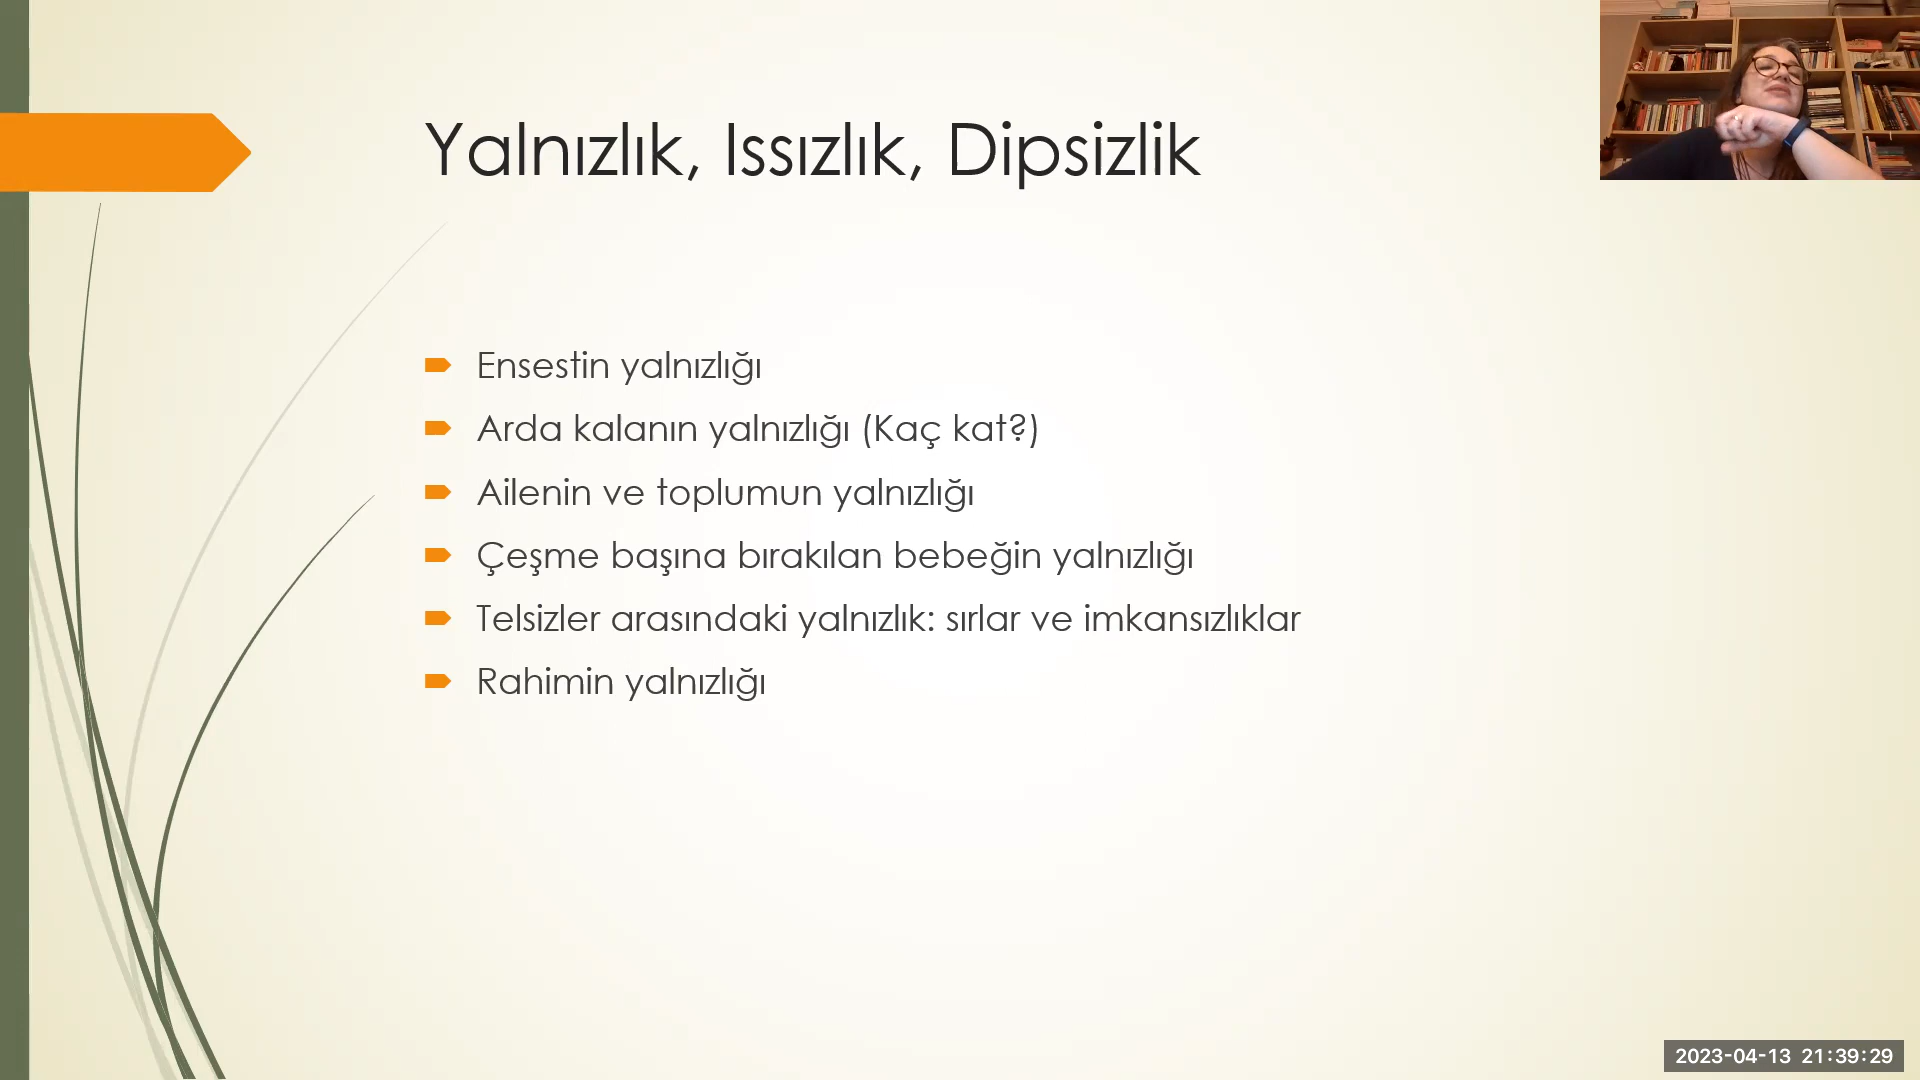 Yalnızlık, Issızlık, Dipsizlik
Ensestin yalnızlığı
Arda kalanın yalnızlığı (Kaç kat?)
Ailenin ve toplumun yalnızlığı
Çeşme başına bırakılan bebeğin yalnızlığı
Telsizler arasındaki yalnızlık: sırlar ve imkansızlıklar
Rahimin yalnızlığı
2023-04-13 21:39:29